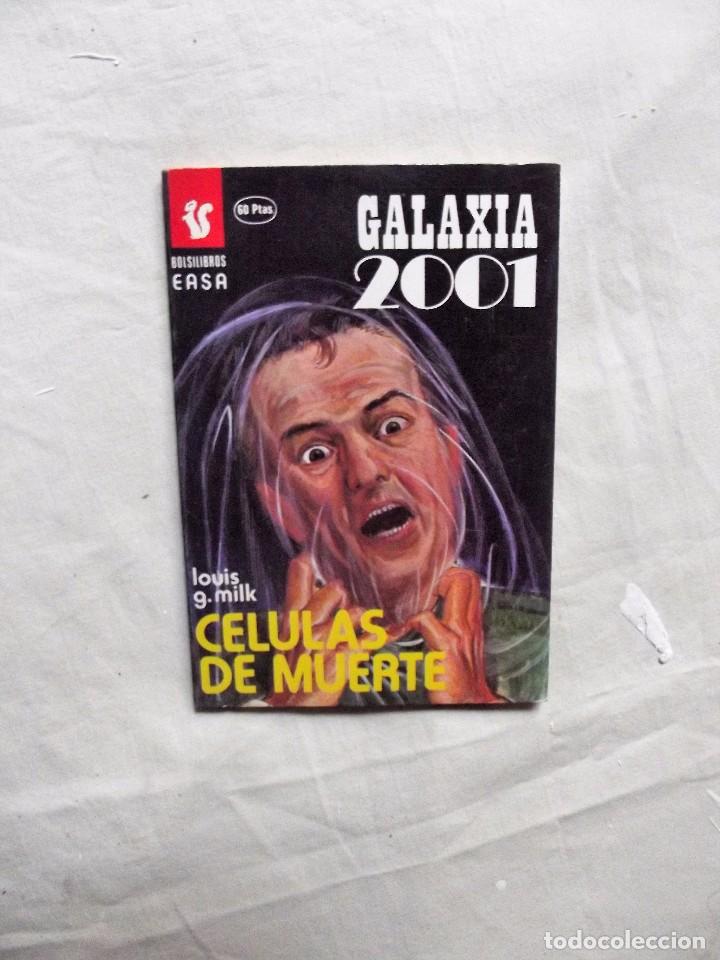 60 Ptas.
BOLSILIBROS
EASA
GALAXIA
2001
louis
g.milk
CELULAS
DE MUERTE
todocoleccion